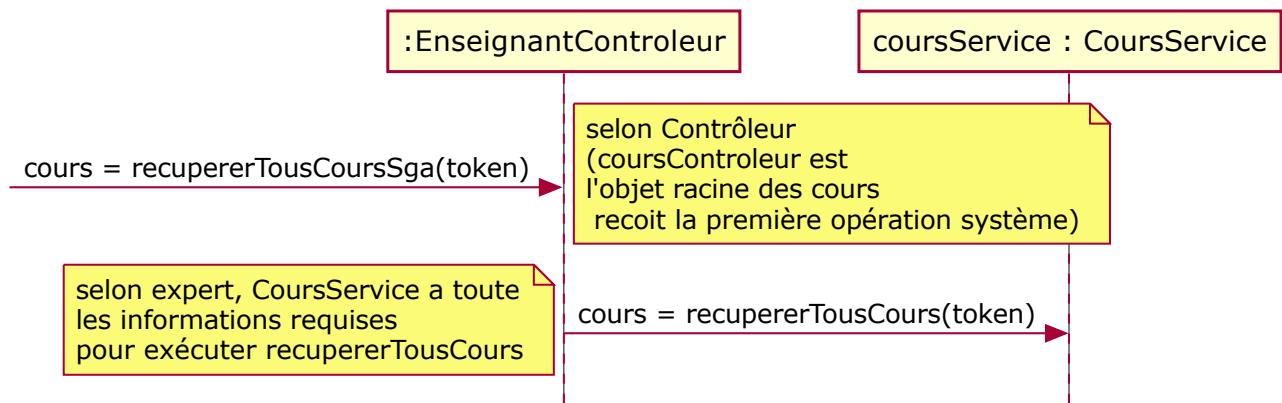 :EnseignantControleur
coursService : CoursService
selon Contrôleur
(coursControleur est
l'objet racine des cours
recoit la première opération système)
cours = recupererTousCoursSga(token)
selon expert, CoursService a toute
les informations requises
pour exécuter recupererTousCours
cours = recupererTousCours(token)